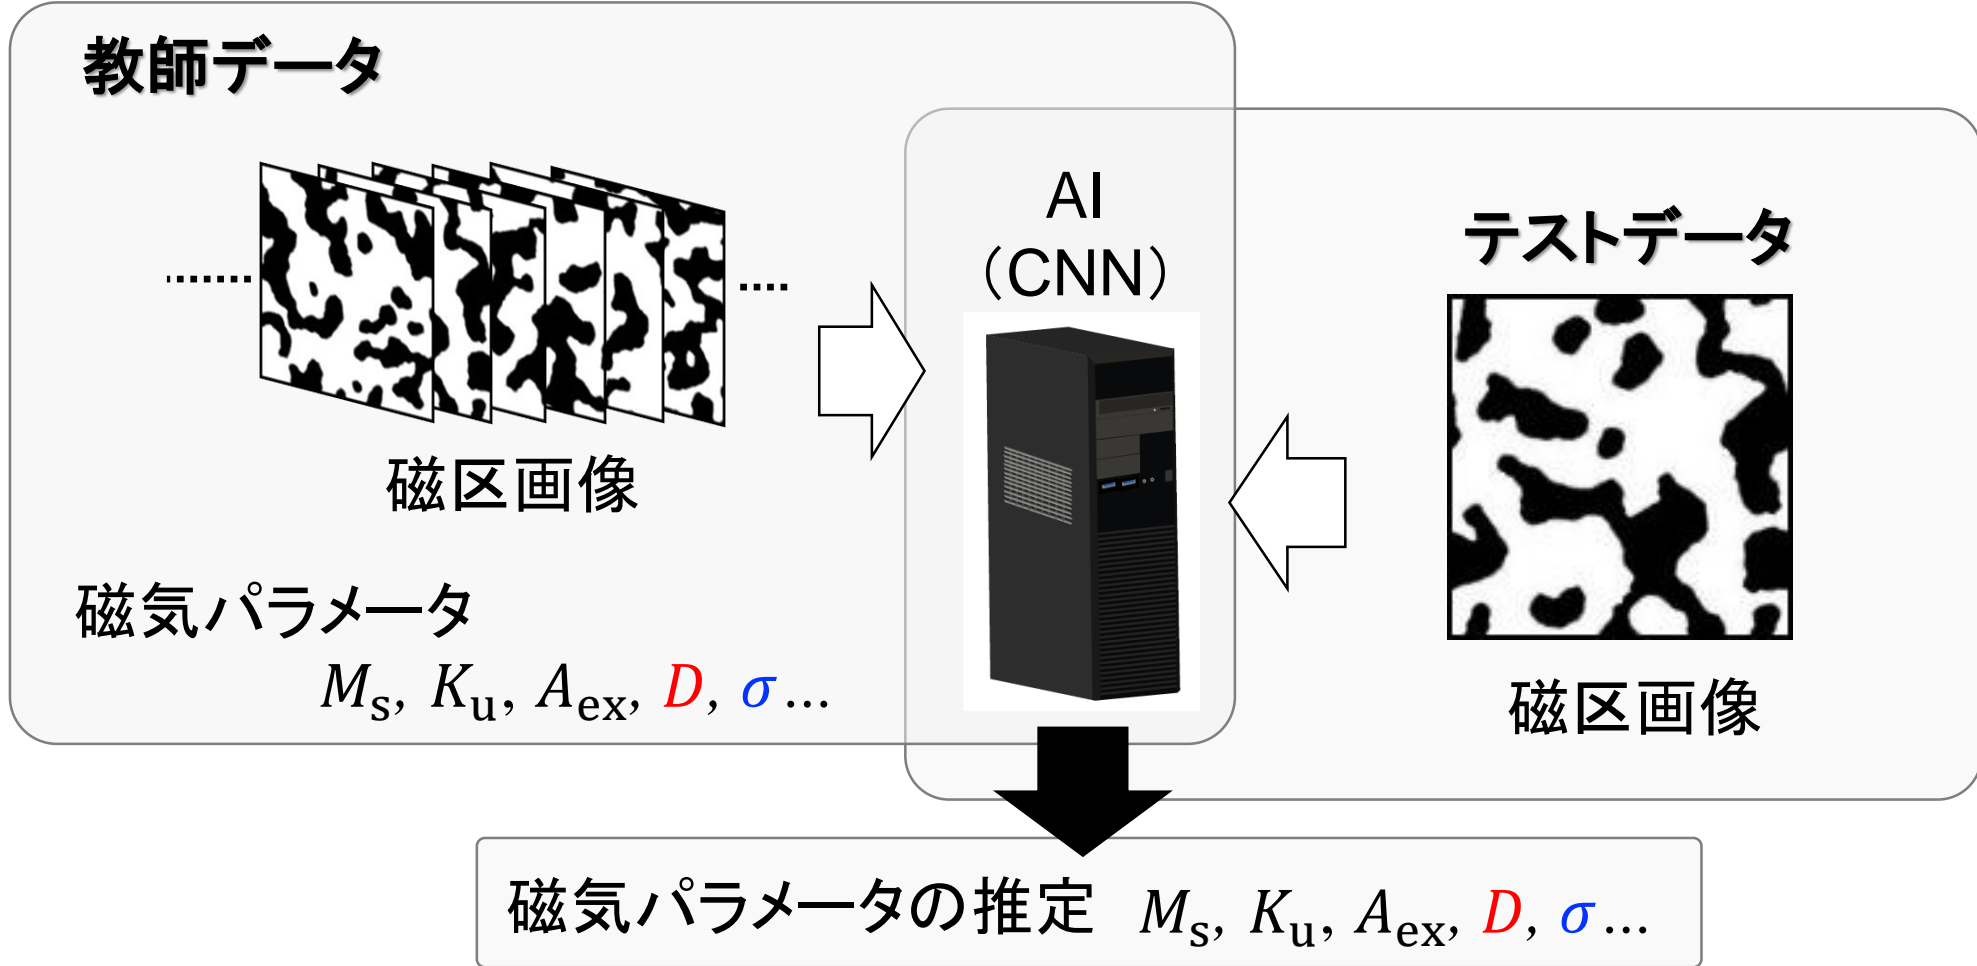 教師データ
磁区画像
磁気パラメータ
Ms, Ku, Aex, D, σ…
AI
（CNN）
テストデータ
磁区画像
磁気パラメータの推定 Ms, Ku, Aex, D, σ…